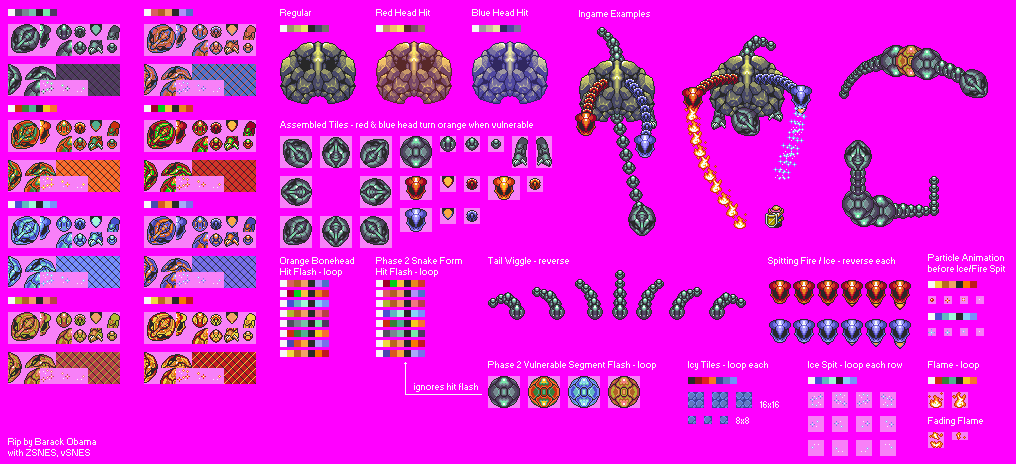 Regular
Red Head Hit
Blue Head Hit
Ingame Examples
Assembled Tiles - red & blue head turn orange when vulnerable
Orange Bonehead
Hit Flash - loop
Phase 2 Snake Form
Hit Flash - loop
Tail Wiggle - reverse
Spitting Fire / Ice - reverse each
Particle Animation
before Ice/Fire Spit
ignores hit flash
Phase 2 Vulnerable Segment Flash - loop
Icy Tiles - loop each
16x16
8x8
Ice Spit - loop each row
Flame - loop
Fading Flame
Rip by Barack Obama
with ZSNES, vSNES